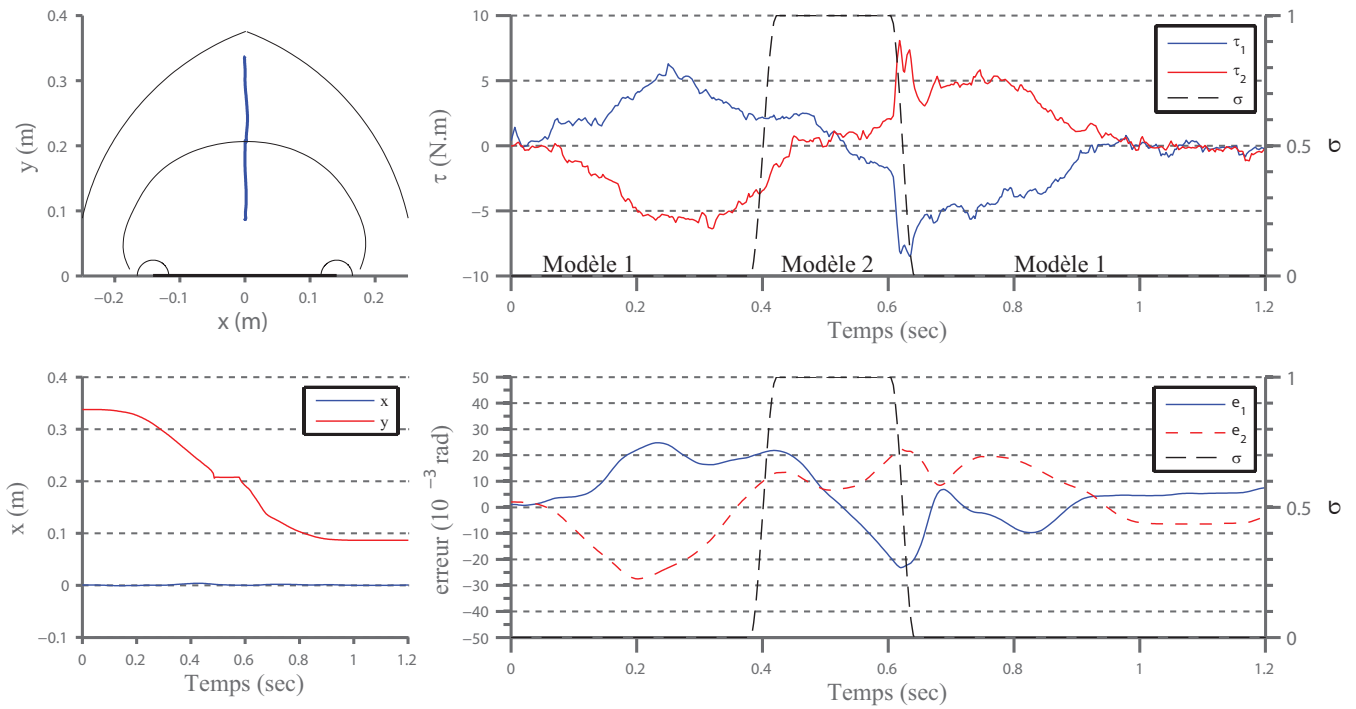 0.4
0.3
0.2
0.1
0
y (m)
−0.2
−0.1
0
0.1
0.2
x (m)
10
5
0
−5
−10
τ (N.m)
1
0.5
0
σ
τ1
τ2
σ
Modèle 1
Modèle 2
Modèle 1
0
0.2
0.4
0.6
0.8
1
1.2
Temps (sec)
0.4
0.3
0.2
0.1
0
−0.1
x (m)
x
y
0
0.2
0.4
0.6
0.8
1
1.2
Temps (sec)
50
40
30
20
10
0
−10
−20
−30
−40
−50
erreur (10 −3 rad)
1
0.5
0
σ
e1
e2
σ
0
0.2
0.4
0.6
0.8
1
1.2
Temps (sec)